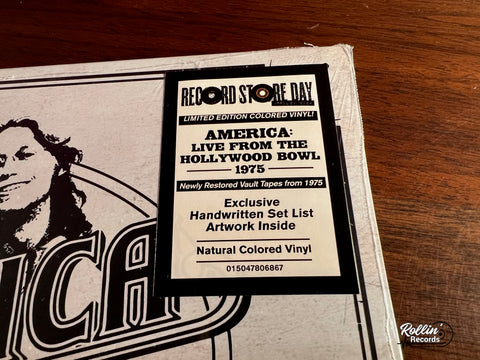 RECORD STORE DAY
LIMITED EDITION COLORED VINYL!
AMERICA:
LIVE FROM THE
HOLLYWOOD BOWL
1975
Newly Restored Vault Tapes from 1975
Exclusive
Handwritten Set List
Artwork Inside
Natural Colored Vinyl
015047806867
ICA
Rollin'
Records